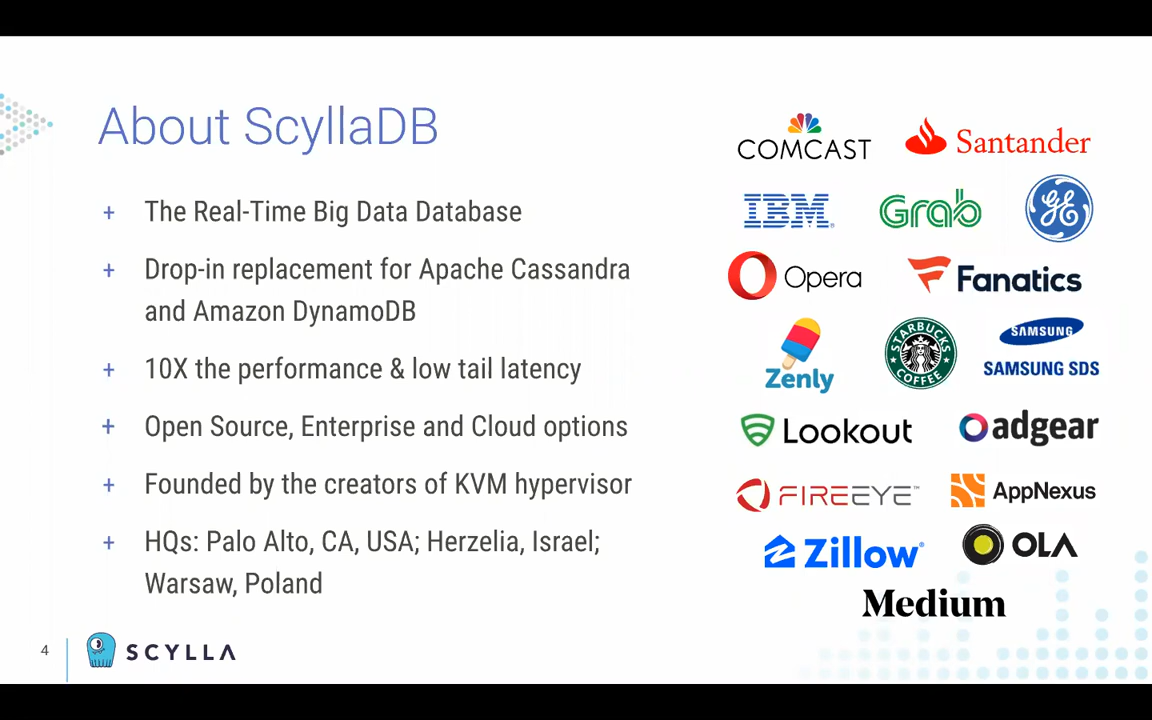 About ScyllaDB
+ The Real-Time Big Data Database
+ Drop-in replacement for Apache Cassandra
and Amazon DynamoDB
+ 10X the performance & low tail latency
+ Open Source, Enterprise and Cloud options
+ Founded by the creators of KVM hypervisor
+ HQs: Palo Alto, CA, USA; Herzelia, Israel;
Warsaw, Poland
COMCAST Santander
IBM® Grab GE
Opera Fanatics
Zenly STARBUCKS COFFEE SAMSUNG
SAMSUNG SDS
Lookout adgear
FIREEYE™ AppNexus
Zillow® OLA
Medium
4 SCYLLA